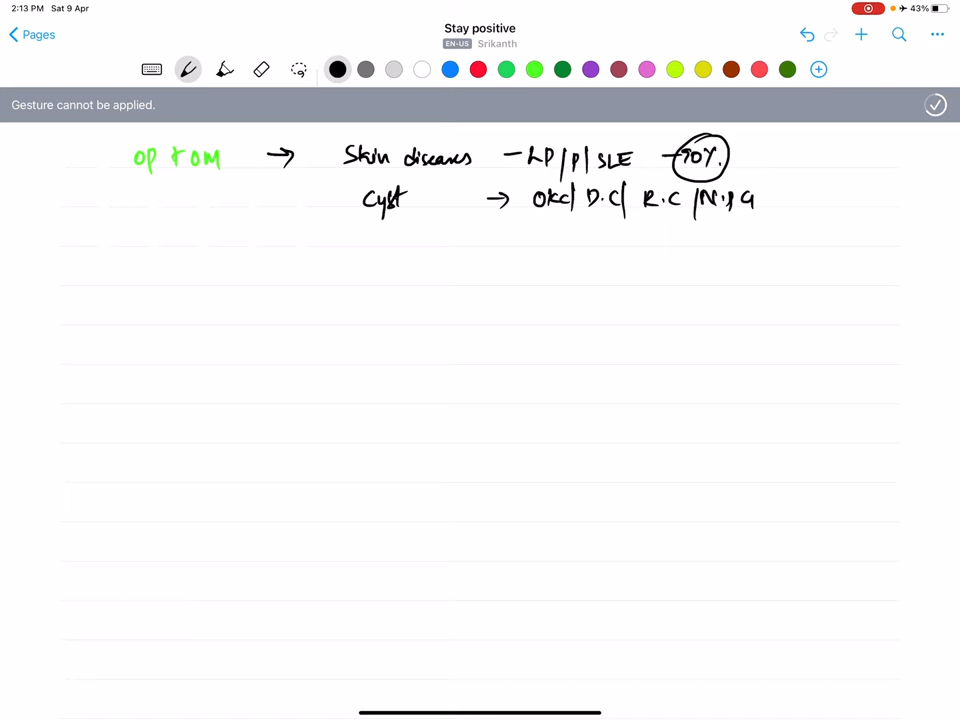 2:13 PM Sat 9 Apr 43%
Pages Stay positive
EN-US Srikanth
Gesture cannot be applied.
OP + OM → Skin diseases - LP/P/SLE - 90%.
Cyst → OKC/ D.C/ R.C /